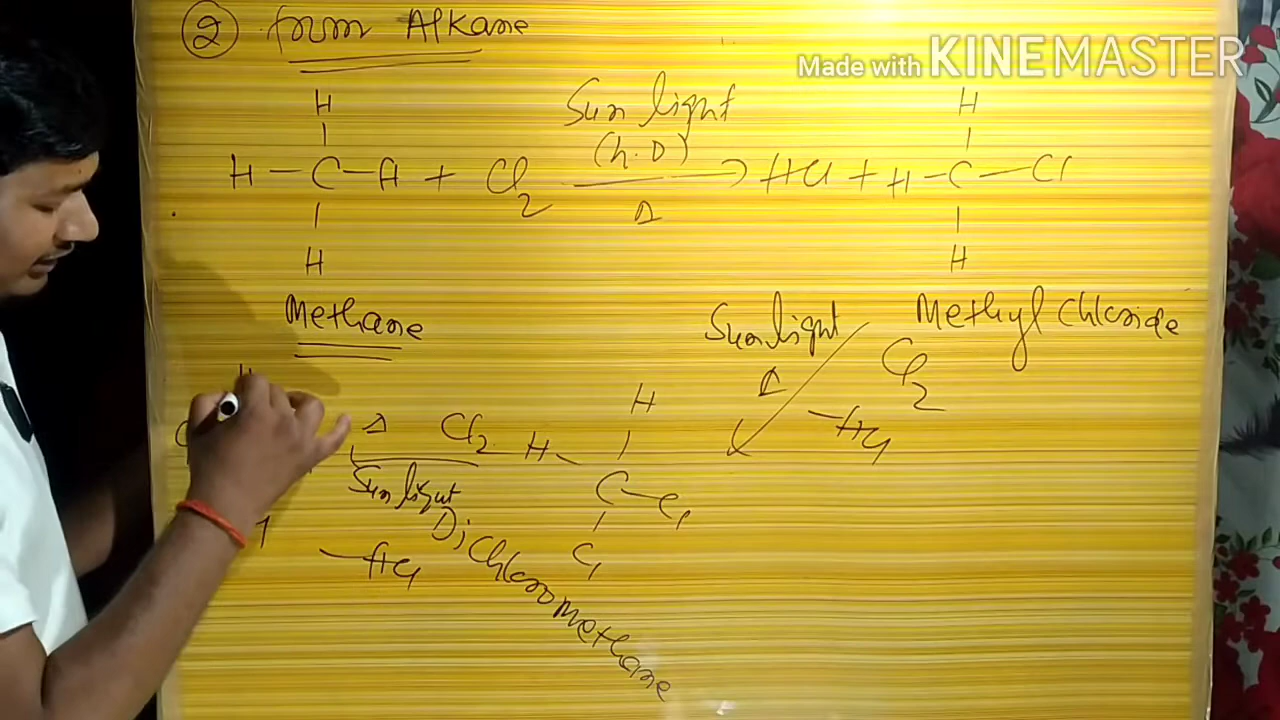 ② from Alkane
Made with KINEMASTER
H
Sun light
(h.υ)
H - C - H + Cl2 → HCl + H - C - Cl
Δ
H
H
H
Methane
Sunlight
Methyl Chloride
Δ
Cl2
-HCl
H
Δ Cl2
H - C - Cl
Sunlight
Cl
-HCl
DiChloroMethane